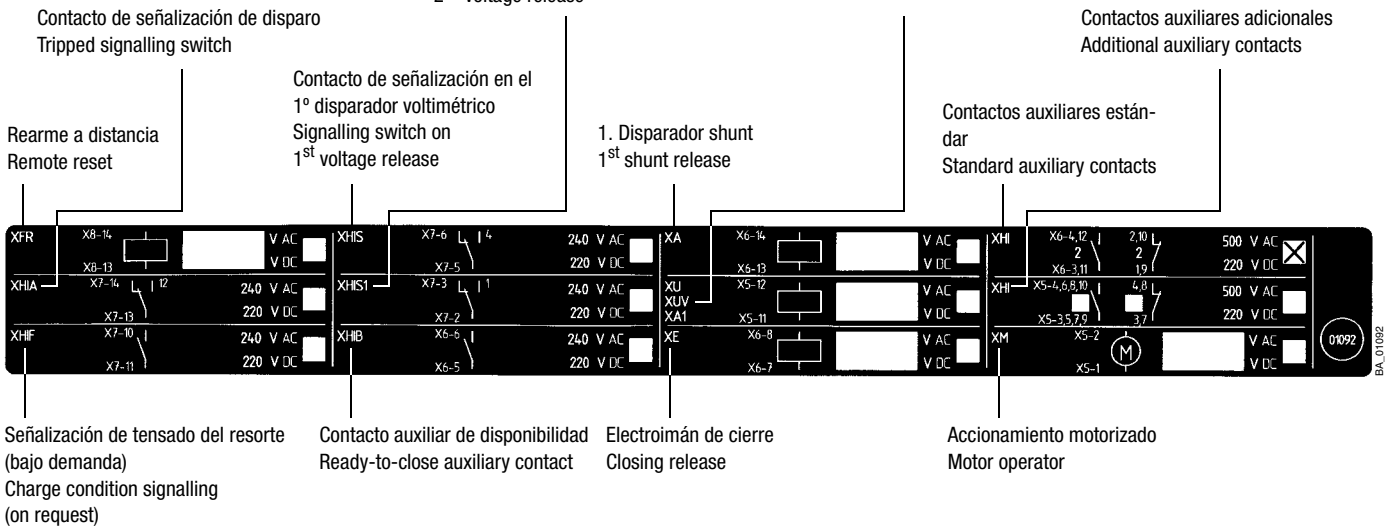 2 Voltage release
Contacto de señalización de disparo
Tripped signalling switch
Contactos auxiliares adicionales
Additional auxiliary contacts
Contacto de señalización en el
1º disparador voltimétrico
Signalling switch on
1st voltage release
Rearme a distancia
Remote reset
1. Disparador shunt
1st shunt release
Contactos auxiliares están-
dar
Standard auxiliary contacts
XFR X8-14 V AC
X8-13 V DC
XHIA X7-14 12 240 V AC
X7-13 220 V DC
XHIF X7-10 240 V AC
X7-11 220 V DC
XHIS X7-6 4 240 V AC
X7-5 220 V DC
XHIS1 X7-3 1 240 V AC
X7-2 220 V DC
XHIB X6-6 240 V AC
X6-5 220 V DC
XA X6-14 V AC
X6-13 V DC
XU X5-12 V AC
XUV
XA1 X5-11 V DC
XE X6-8 V AC
X6-7 V DC
XHI X6-4,12 2,10 500 V AC
2 2
X6-3,11 1,9 220 V DC
XHI X5-4,6,8,10 4,8 500 V AC
X5-3,5,7,9 3,7 220 V DC
XM X5-2 V AC
M
X5-1 V DC
01092
BA_01092
Señalización de tensado del resorte
(bajo demanda)
Charge condition signalling
(on request)
Contacto auxiliar de disponibilidad
Ready-to-close auxiliary contact
Electroimán de cierre
Closing release
Accionamiento motorizado
Motor operator